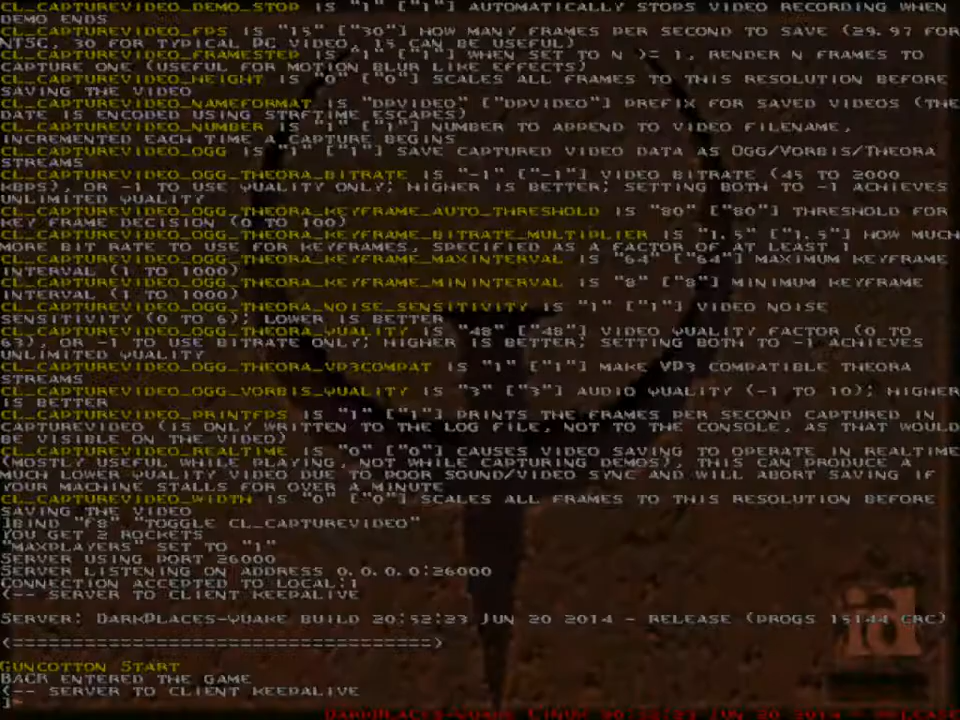 CL_CAPTUREVIDEO_DEMO_STOP IS "1" ["1"] AUTOMATICALLY STOPS VIDEO RECORDING WHEN
DEMO ENDS
CL_CAPTUREVIDEO_FPS IS "15" ["30"] HOW MANY FRAMES PER SECOND TO SAVE (29.97 FOR
NTSC, 30 FOR TYPICAL PC VIDEO, 15 CAN BE USEFUL)
CL_CAPTUREVIDEO_FRAMESTEP IS "1" ["1"] WHEN SET TO N >= 1, RENDER N FRAMES TO
CAPTURE ONE (USEFUL FOR MOTION BLUR LIKE EFFECTS)
CL_CAPTUREVIDEO_HEIGHT IS "0" ["0"] SCALES ALL FRAMES TO THIS RESOLUTION BEFORE
SAVING THE VIDEO
CL_CAPTUREVIDEO_NAMEFORMAT IS "DPVIDEO" ["DPVIDEO"] PREFIX FOR SAVED VIDEOS (THE
DATE IS ENCODED USING STRFTIME ESCAPES)
CL_CAPTUREVIDEO_NUMBER IS "1" ["1"] NUMBER TO APPEND TO VIDEO FILENAME,
INCREMENTED EACH TIME A CAPTURE BEGINS
CL_CAPTUREVIDEO_OGG IS "1" ["1"] SAVE CAPTURED VIDEO DATA AS OGG/VORBIS/THEORA
STREAMS
CL_CAPTUREVIDEO_OGG_THEORA_BITRATE IS "-1" ["-1"] VIDEO BITRATE (45 TO 2000
KBPS), OR -1 TO USE QUALITY ONLY; HIGHER IS BETTER; SETTING BOTH TO -1 ACHIEVES
UNLIMITED QUALITY
CL_CAPTUREVIDEO_OGG_THEORA_KEYFRAME_AUTO_THRESHOLD IS "80" ["80"] THRESHOLD FOR
KEY FRAME DECISION (0 TO 100)
CL_CAPTUREVIDEO_OGG_THEORA_KEYFRAME_BITRATE_MULTIPLIER IS "1.5" ["1.5"] HOW MUCH
MORE BIT RATE TO USE FOR KEYFRAMES, SPECIFIED AS A FACTOR OF AT LEAST 1
CL_CAPTUREVIDEO_OGG_THEORA_KEYFRAME_MAXINTERVAL IS "64" ["64"] MAXIMUM KEYFRAME
INTERVAL (1 TO 1000)
CL_CAPTUREVIDEO_OGG_THEORA_KEYFRAME_MININTERVAL IS "8" ["8"] MINIMUM KEYFRAME
INTERVAL (1 TO 1000)
CL_CAPTUREVIDEO_OGG_THEORA_NOISE_SENSITIVITY IS "1" ["1"] VIDEO NOISE
SENSITIVITY (0 TO 6); LOWER IS BETTER
CL_CAPTUREVIDEO_OGG_THEORA_QUALITY IS "48" ["48"] VIDEO QUALITY FACTOR (0 TO
63), OR -1 TO USE BITRATE ONLY; HIGHER IS BETTER; SETTING BOTH TO -1 ACHIEVES
UNLIMITED QUALITY
CL_CAPTUREVIDEO_OGG_THEORA_VP3COMPAT IS "1" ["1"] MAKE VP3 COMPATIBLE THEORA
STREAMS
CL_CAPTUREVIDEO_OGG_VORBIS_QUALITY IS "3" ["3"] AUDIO QUALITY (-1 TO 10); HIGHER
IS BETTER
CL_CAPTUREVIDEO_PRINTFPS IS "1" ["1"] PRINTS THE FRAMES PER SECOND CAPTURED IN
CAPTUREVIDEO (IS ONLY WRITTEN TO THE LOG FILE, NOT TO THE CONSOLE, AS THAT WOULD
BE VISIBLE ON THE VIDEO)
CL_CAPTUREVIDEO_REALTIME IS "0" ["0"] CAUSES VIDEO SAVING TO OPERATE IN REALTIME
(MOSTLY USEFUL WHILE PLAYING, NOT WHILE CAPTURING DEMOS), THIS CAN PRODUCE A
MUCH LOWER QUALITY VIDEO DUE TO POOR SOUND/VIDEO SYNC AND WILL ABORT SAVING IF
YOUR MACHINE STALLS FOR OVER A MINUTE
CL_CAPTUREVIDEO_WIDTH IS "0" ["0"] SCALES ALL FRAMES TO THIS RESOLUTION BEFORE
SAVING THE VIDEO
]BIND "F8" "TOGGLE CL_CAPTUREVIDEO"
YOU GET 2 ROCKETS
"MAXPLAYERS" SET TO "1"
SERVER USING PORT 26000
SERVER LISTENING ON ADDRESS 0.0.0.0:26000
CONNECTION ACCEPTED TO LOCAL:1
<-- SERVER TO CLIENT KEEPALIVE
SERVER: DARKPLACES-QUAKE BUILD 20:52:23 JUN 20 2014 - RELEASE (PROGS 15144 CRC)
(===================================)
GUNCOTTON START
BACR ENTERED THE GAME
<-- SERVER TO CLIENT KEEPALIVE
]
id
DARKPLACES-QUAKE LINUX 20:52:23 JUN 20 2014 - RELEASE